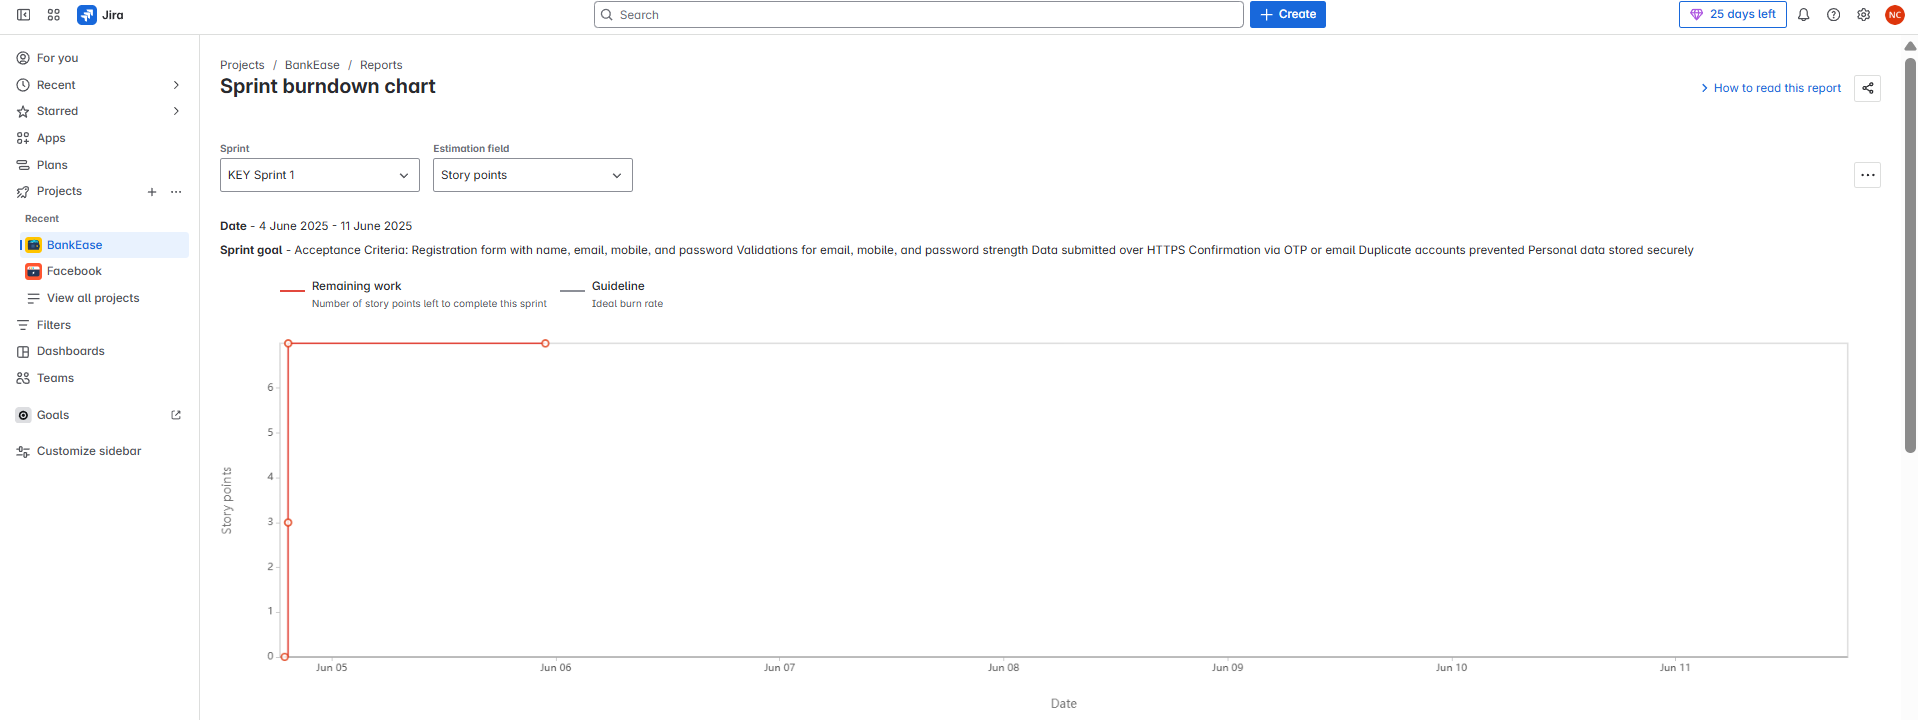 Jira
Search
Create
25 days left
NC
For you
Recent
Starred
Apps
Plans
Projects
Recent
BankEase
Facebook
View all projects
Filters
Dashboards
Teams
Goals
Customize sidebar
Projects / BankEase / Reports
Sprint burndown chart
How to read this report
Sprint
KEY Sprint 1
Estimation field
Story points
Date - 4 June 2025 - 11 June 2025
Sprint goal - Acceptance Criteria: Registration form with name, email, mobile, and password Validations for email, mobile, and password strength Data submitted over HTTPS Confirmation via OTP or email Duplicate accounts prevented Personal data stored securely
Remaining work
Number of story points left to complete this sprint
Guideline
Ideal burn rate
Story points
6
5
4
3
2
1
0
Jun 05 Jun 06 Jun 07 Jun 08 Jun 09 Jun 10 Jun 11
Date